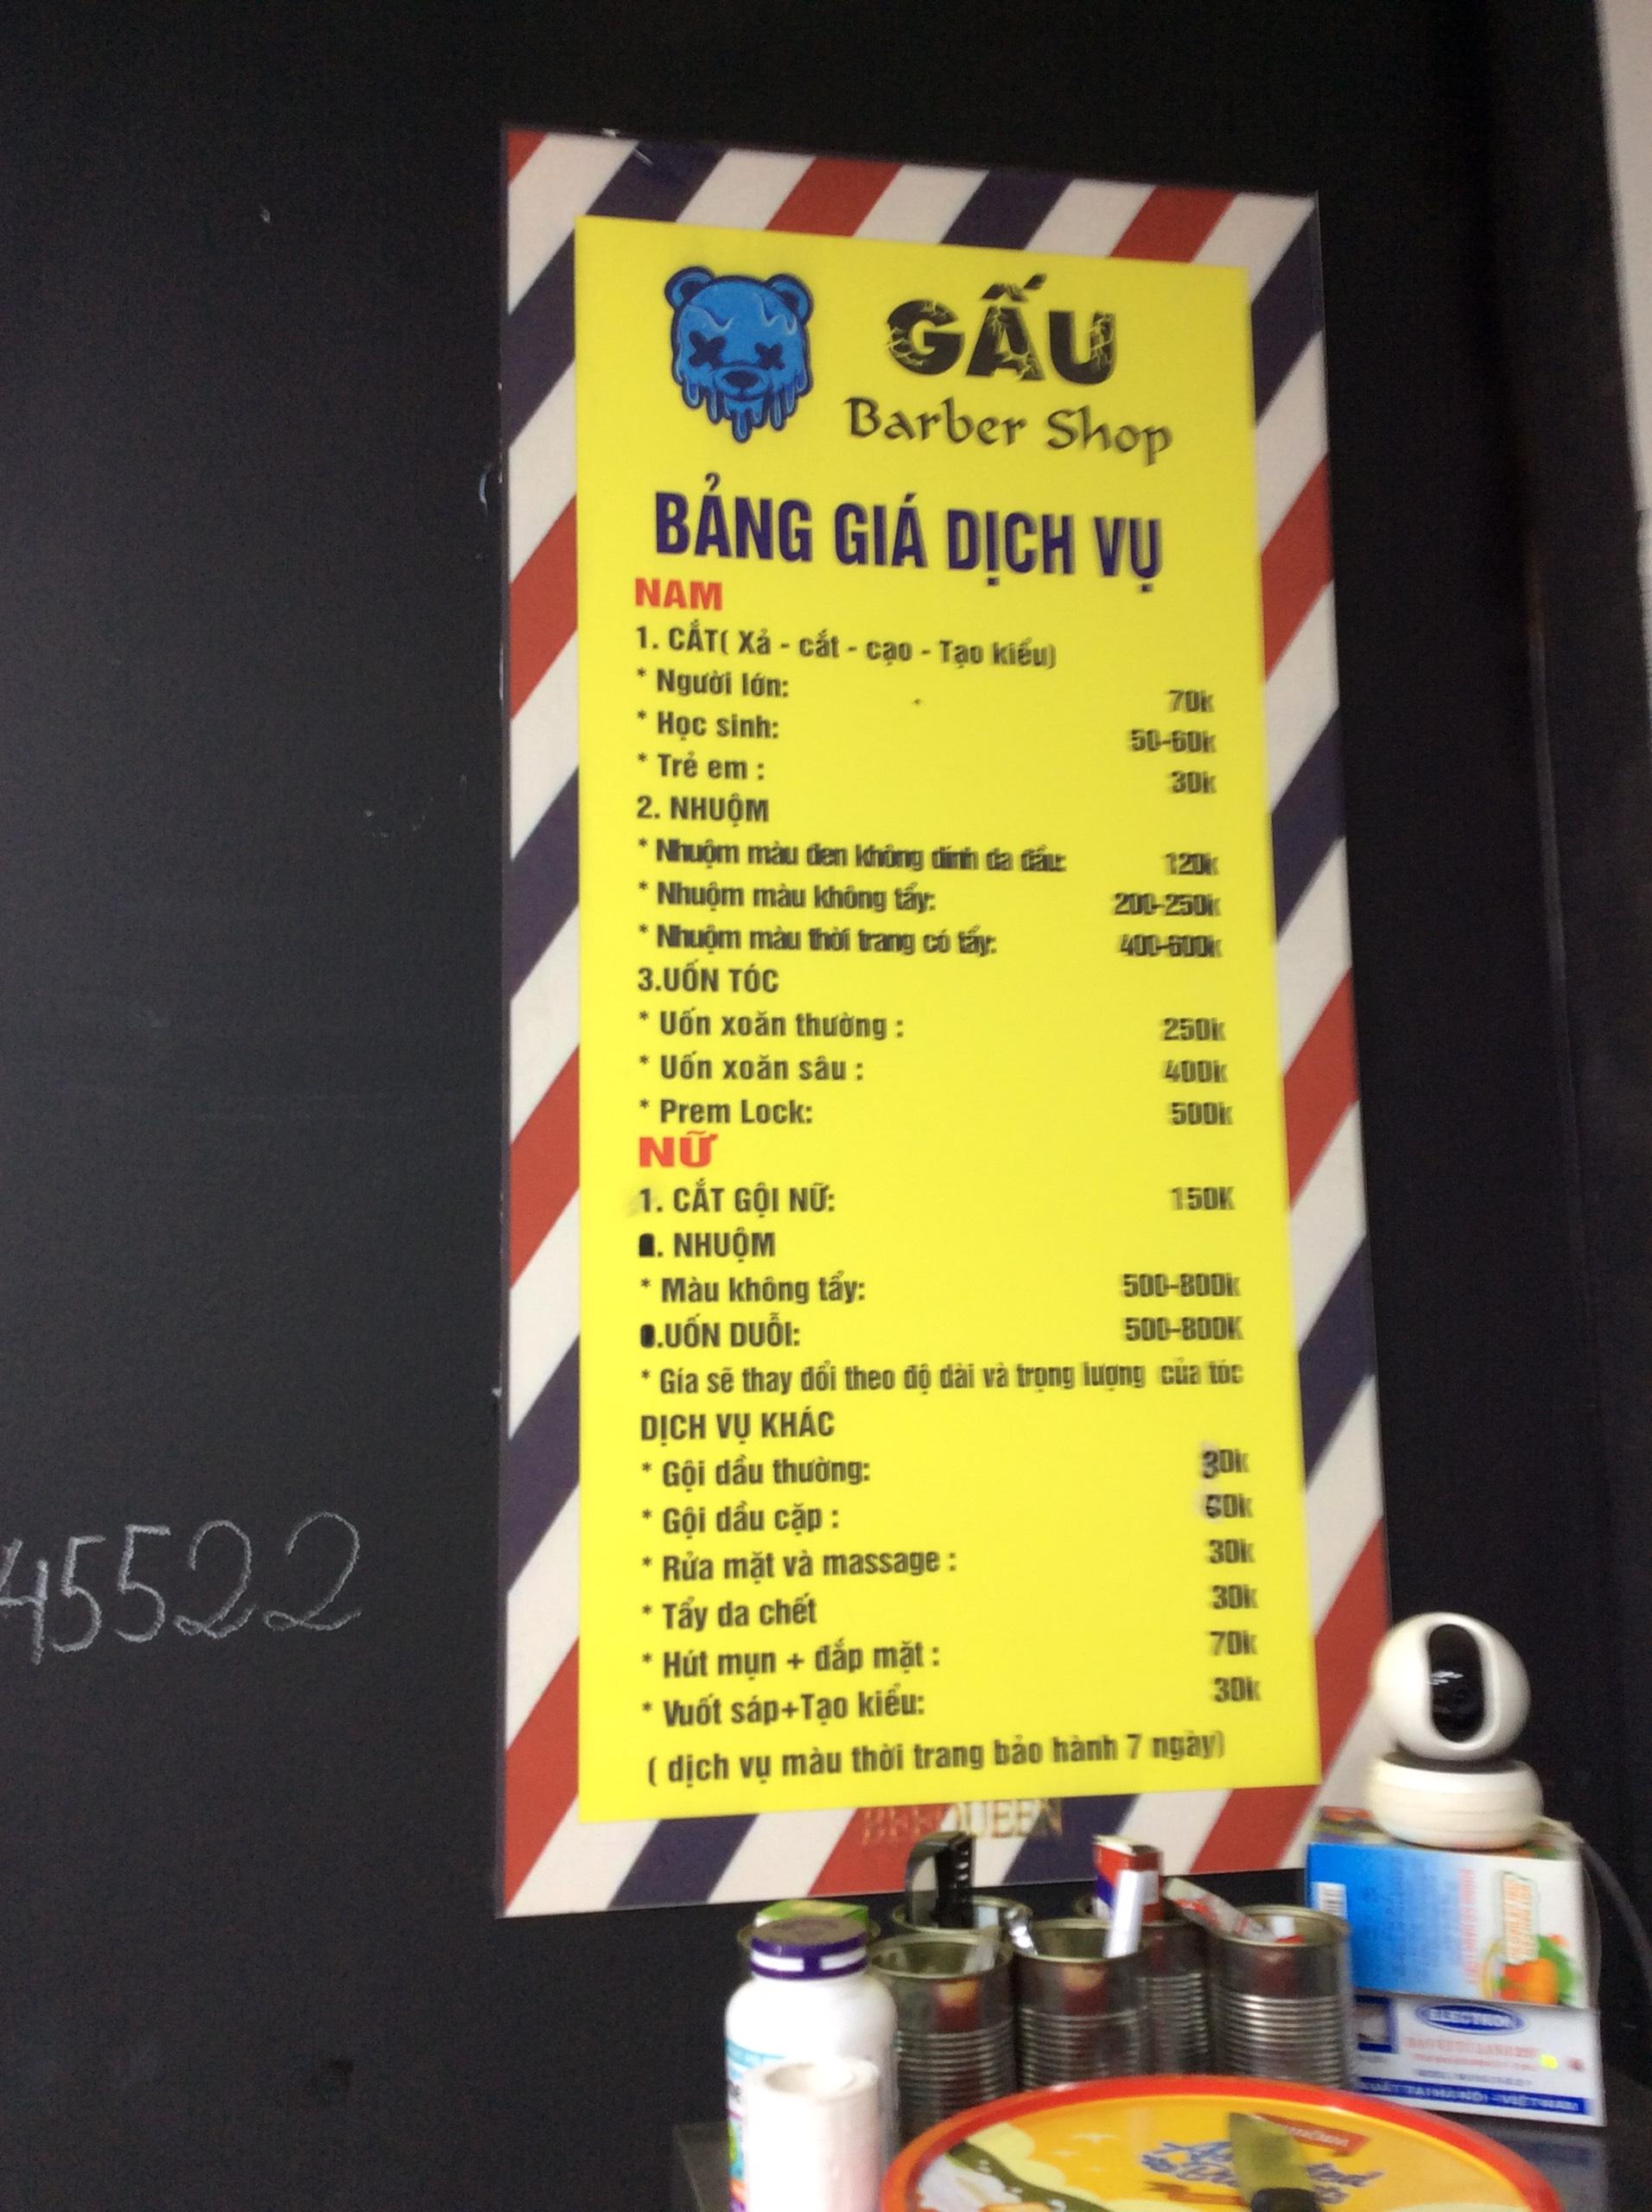 GẤU
Barber Shop
BẢNG GIÁ DỊCH VỤ
NAM
1. CẮT( Xả - cắt - cạo - Tạo kiểu)
* Người lớn: 70k
* Học sinh: 50-60k
* Trẻ em : 30k
2. NHUỘM
* Nhuộm màu đen không dính da đầu: 120k
* Nhuộm màu không tẩy: 200-250k
* Nhuộm màu thời trang có tẩy: 400-600k
3.UỐN TÓC
* Uốn xoăn thường : 250k
* Uốn xoăn sâu : 400k
* Prem Lock: 500k
NỮ
1. CẮT GỘI NỮ: 150K
. NHUỘM
* Màu không tẩy: 500-800k
.UỐN DUỖI: 500-800K
* Gía sẽ thay đổi theo độ dài và trọng lượng của tóc
DỊCH VỤ KHÁC
* Gội dầu thường: 30k
* Gội dầu cặp : 60k
* Rửa mặt và massage : 30k
* Tẩy da chết 30k
* Hút mụn + đắp mặt : 70k
* Vuốt sáp+Tạo kiểu: 30k
( dịch vụ màu thời trang bảo hành 7 ngày)
BEEQUEEN
45522
ELECTRON